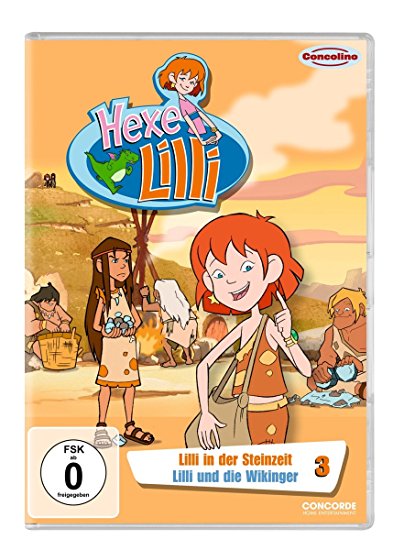 Concolino
Hexe
Lilli
FSK
ab
0
freigegeben
Lilli in der Steinzeit
Lilli und die Wikinger
3
CONCORDE
HOME ENTERTAINMENT